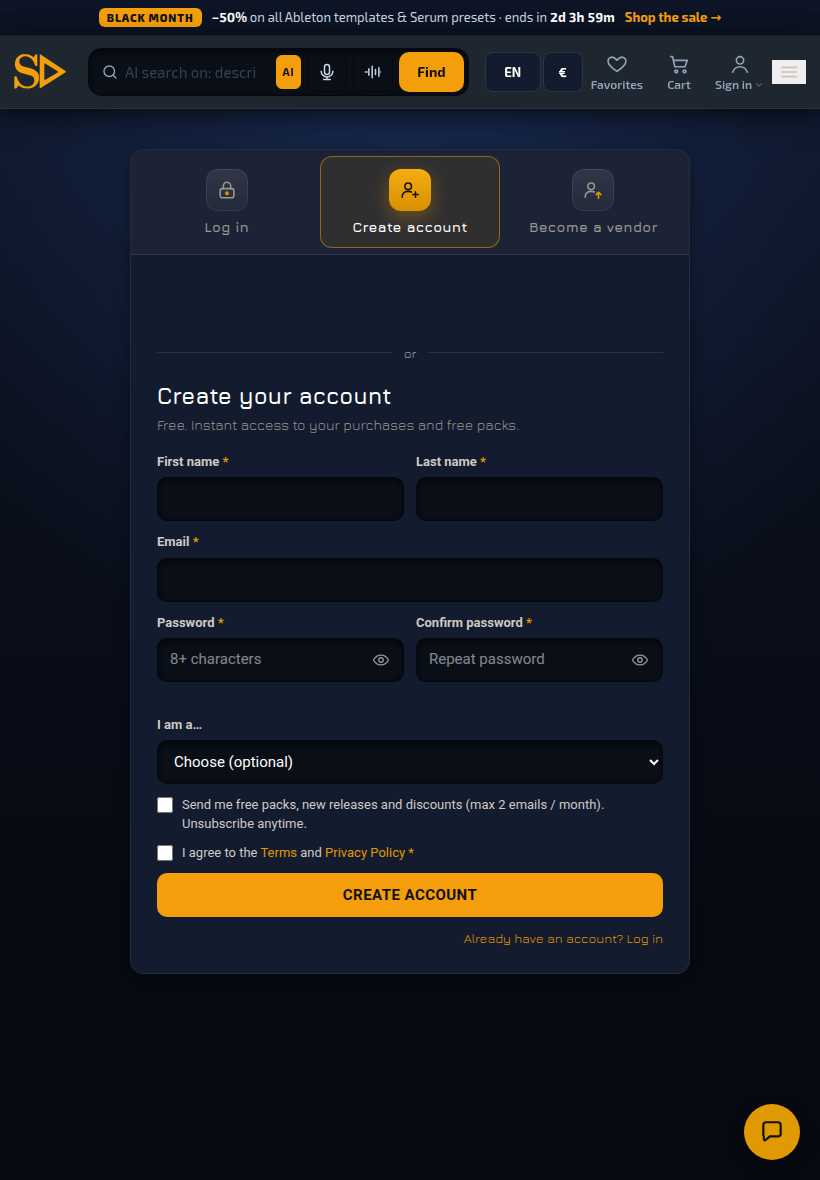 BLACK MONTH −50% on all Ableton templates & Serum presets · ends in 2d 3h 59m Shop the sale →
SD AI search on: descri AI Find EN € Favorites Cart Sign in
Log in Create account Become a vendor
or
Create your account
Free. Instant access to your purchases and free packs.
First name * Last name *
Email *
Password * Confirm password *
8+ characters Repeat password
I am a...
Choose (optional)
Send me free packs, new releases and discounts (max 2 emails / month).
Unsubscribe anytime.
I agree to the Terms and Privacy Policy *
CREATE ACCOUNT
Already have an account? Log in